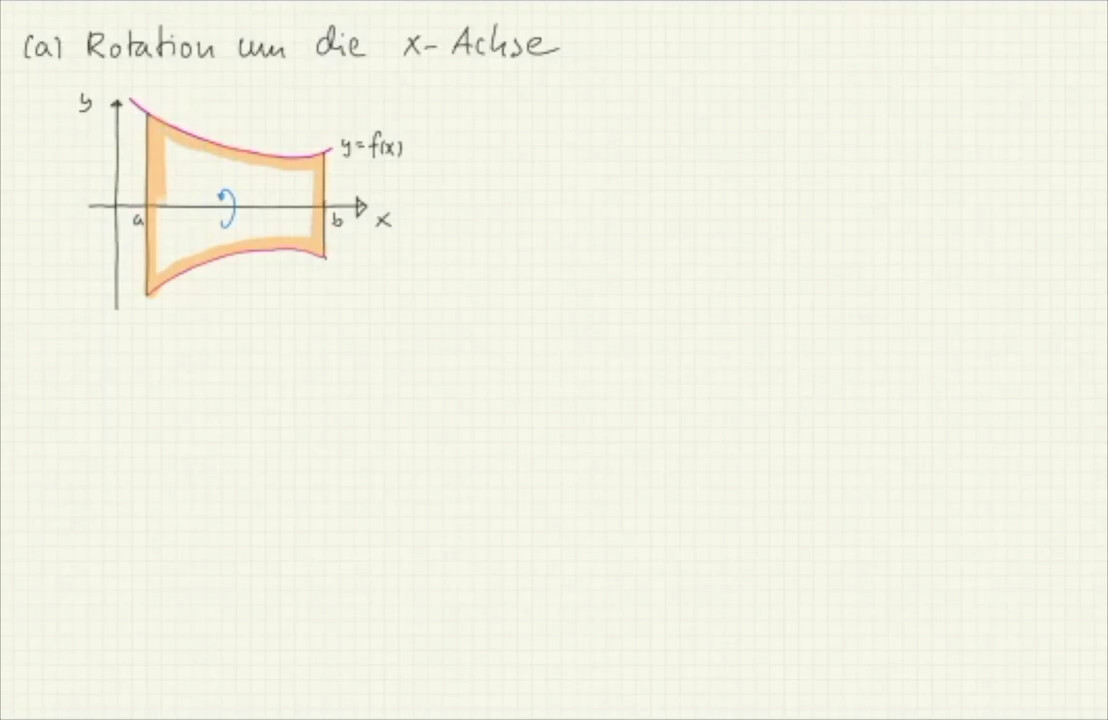 (a) Rotation um die x-Achse
y
y = f(x)
a
b
x